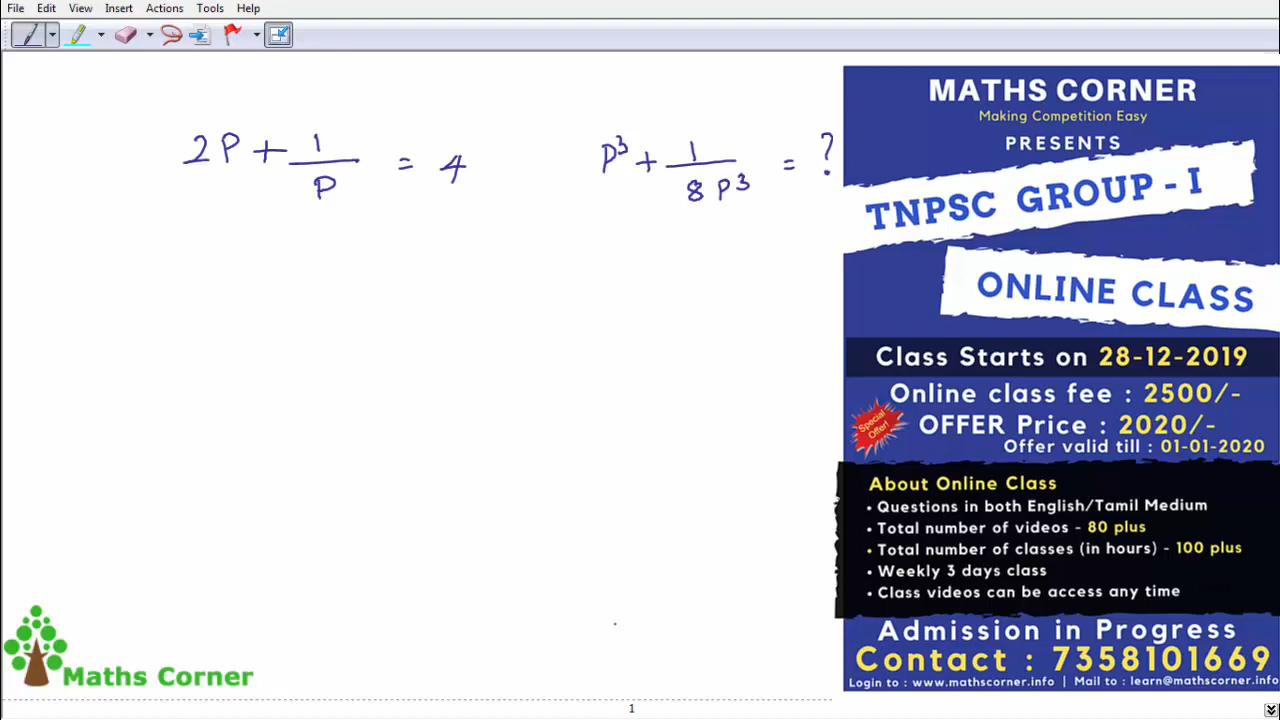 File Edit View Insert Actions Tools Help
2P + 1/P = 4
P³ + 1/8P³ = ?
MATHS CORNER
Making Competition Easy
PRESENTS
TNPSC GROUP - I
ONLINE CLASS
Class Starts on 28-12-2019
Online class fee : 2500/-
Special Offer!
OFFER Price : 2020/-
Offer valid till : 01-01-2020
About Online Class
• Questions in both English/Tamil Medium
• Total number of videos - 80 plus
• Total number of classes (in hours) - 100 plus
• Weekly 3 days class
• Class videos can be access any time
Admission in Progress
Contact : 7358101669
Login to : www.mathscorner.info | Mail to : learn@mathscorner.info
Maths Corner
1